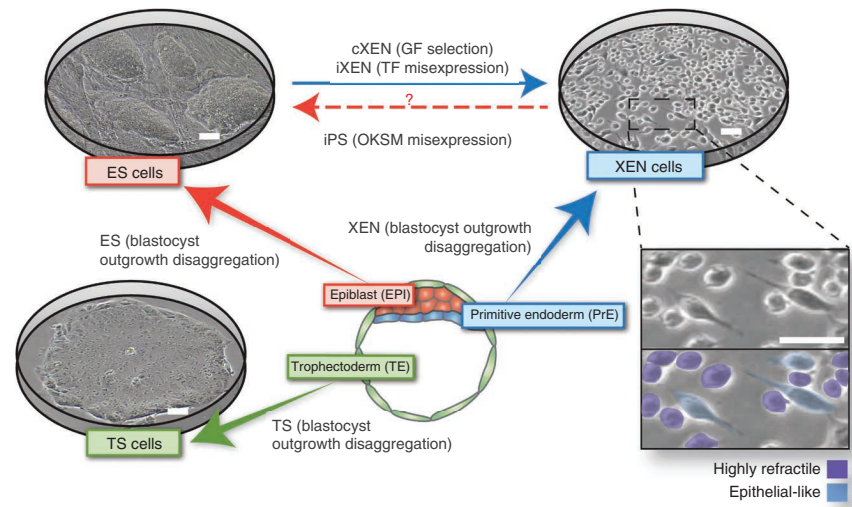 cXEN (GF selection)
iXEN (TF misexpression)
?
iPS (OKSM misexpression)
ES cells
XEN cells
ES (blastocyst
outgrowth disaggregation)
XEN (blastocyst outgrowth
disaggregation)
Epiblast (EPI)
Primitive endoderm (PrE)
Trophectoderm (TE)
TS cells
TS (blastocyst
outgrowth disaggregation)
Highly refractile
Epithelial-like